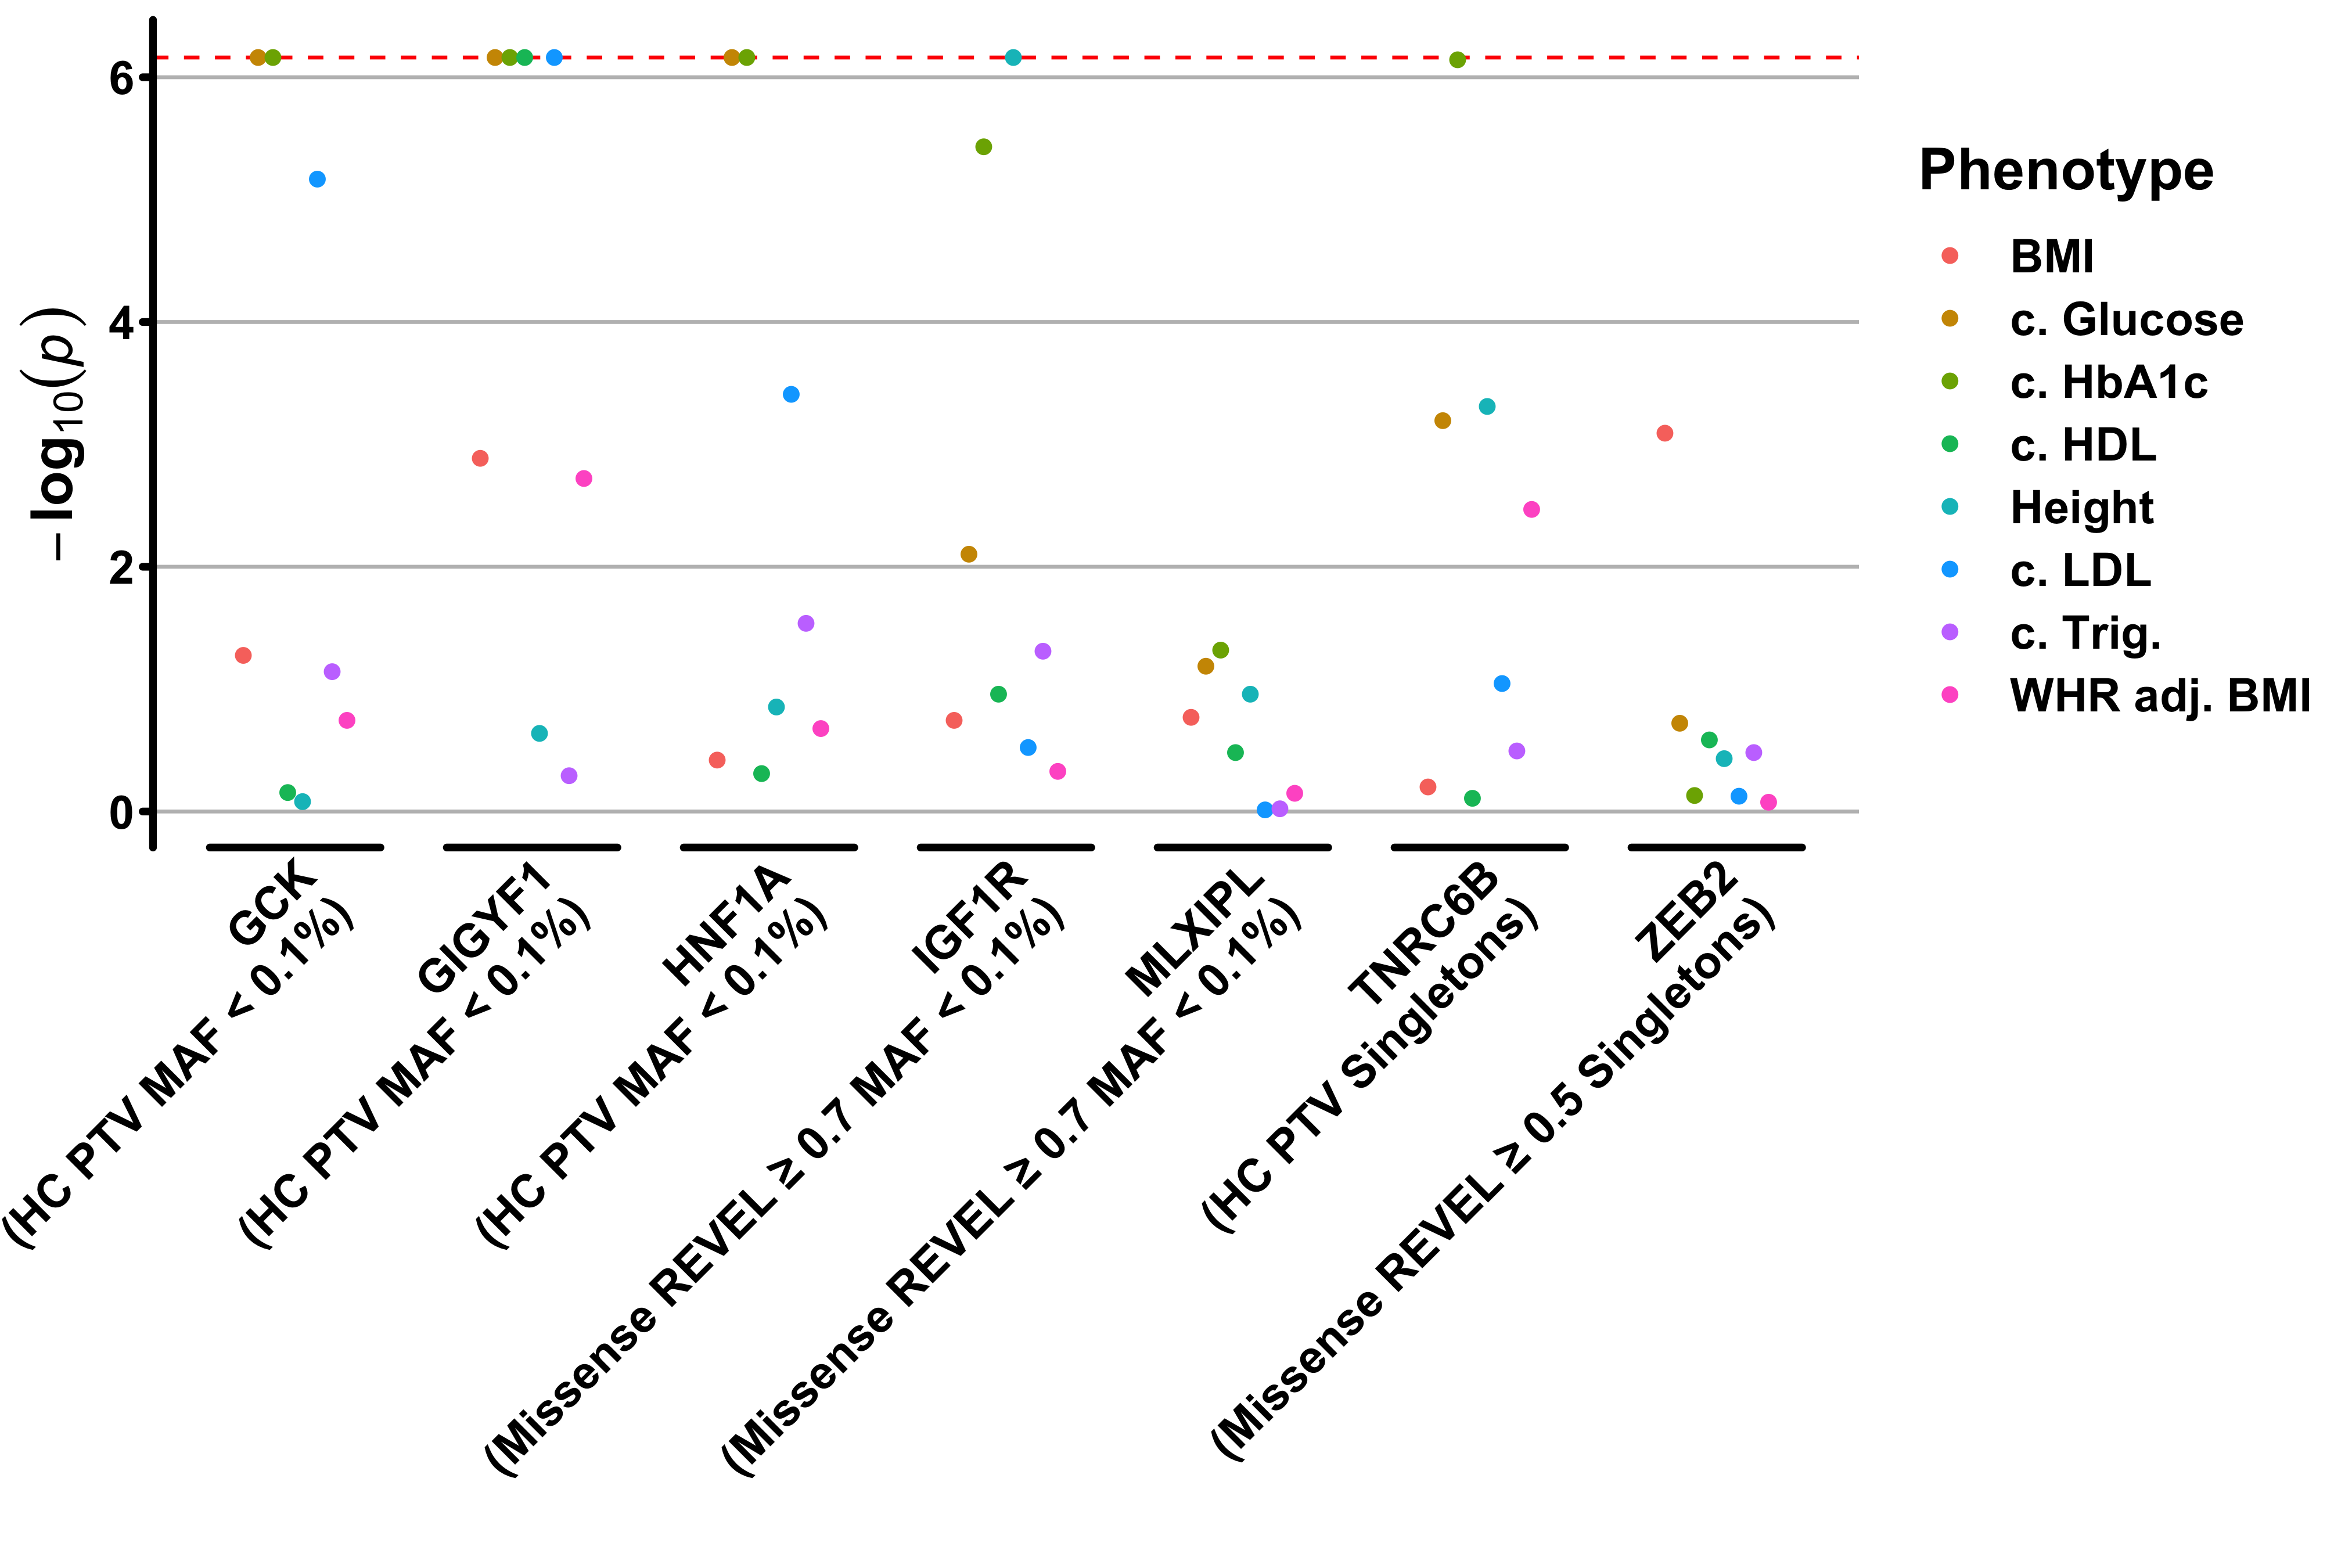 6
4
2
0
− log10(p)
GCK
(HC PTV MAF < 0.1%)
GIGYF1
(HC PTV MAF < 0.1%)
HNF1A
(HC PTV MAF < 0.1%)
IGF1R
(Missense REVEL ≥ 0.7 MAF < 0.1%)
MLXIPL
(Missense REVEL ≥ 0.7 MAF < 0.1%)
TNRC6B
(HC PTV Singletons)
ZEB2
(Missense REVEL ≥ 0.5 Singletons)
Phenotype
BMI
c. Glucose
c. HbA1c
c. HDL
Height
c. LDL
c. Trig.
WHR adj. BMI